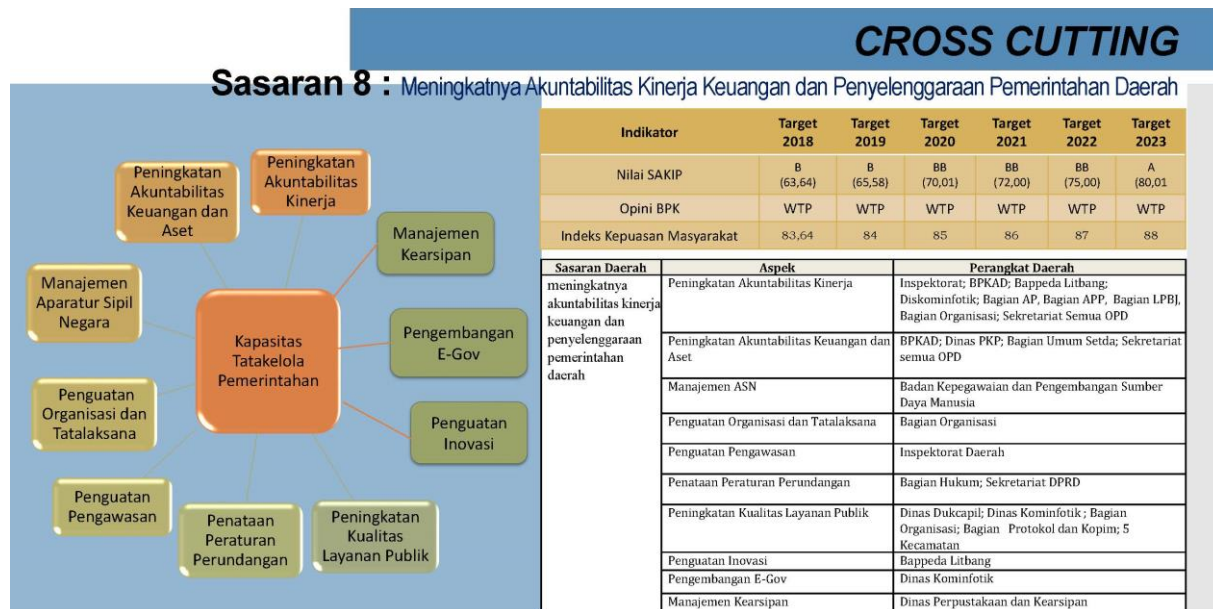 CROSS CUTTING
Sasaran 8 : Meningkatnya Akuntabilitas Kinerja Keuangan dan Penyelenggaraan Pemerintahan Daerah
Peningkatan
Akuntabilitas
Keuangan dan
Aset
Peningkatan
Akuntabilitas
Kinerja
Manajemen
Kearsipan
Manajemen
Aparatur Sipil
Negara
Kapasitas
Tatakelola
Pemerintahan
Pengembangan
E-Gov
Penguatan
Organisasi dan
Tatalaksana
Penguatan
Inovasi
Penguatan
Pengawasan
Penataan
Peraturan
Perundangan
Peningkatan
Kualitas
Layanan Publik
Indikator Target 2018 Target 2019 Target 2020 Target 2021 Target 2022 Target 2023
Nilai SAKIP B (63,64) B (65,58) BB (70,01) BB (72,00) BB (75,00) A (80,01
Opini BPK WTP WTP WTP WTP WTP WTP
Indeks Kepuasan Masyarakat 83,64 84 85 86 87 88
Sasaran Daerah Aspek Perangkat Daerah
meningkatnya
akuntabilitas kinerja
keuangan dan
penyelenggaraan
pemerintahan
daerah
Peningkatan Akuntabilitas Kinerja
Inspektorat; BPKAD; Bappeda Litbang;
Diskominfotik; Bagian AP, Bagian APP, Bagian LPBJ,
Bagian Organisasi; Sekretariat Semua OPD
Peningkatan Akuntabilitas Keuangan dan
Aset
BPKAD; Dinas PKP; Bagian Umum Setda; Sekretariat
semua OPD
Manajemen ASN
Badan Kepegawaian dan Pengembangan Sumber
Daya Manusia
Penguatan Organisasi dan Tatalaksana
Bagian Organisasi
Penguatan Pengawasan
Inspektorat Daerah
Penataan Peraturan Perundangan
Bagian Hukum; Sekretariat DPRD
Peningkatan Kualitas Layanan Publik
Dinas Dukcapil; Dinas Kominfotik ; Bagian
Organisasi; Bagian Protokol dan Kopim; 5
Kecamatan
Penguatan Inovasi
Bappeda Litbang
Pengembangan E-Gov
Dinas Kominfotik
Manajemen Kearsipan
Dinas Perpustakaan dan Kearsipan